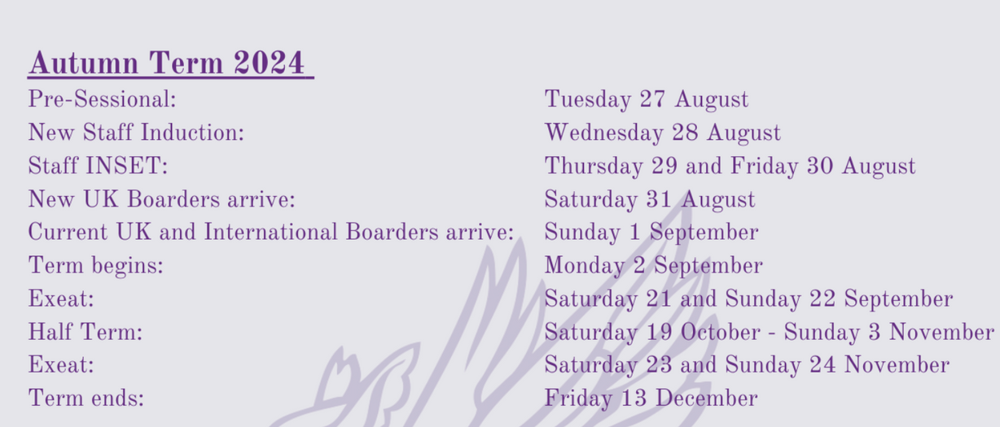 Autumn Term 2024
Pre-Sessional: Tuesday 27 August
New Staff Induction: Wednesday 28 August
Staff INSET: Thursday 29 and Friday 30 August
New UK Boarders arrive: Saturday 31 August
Current UK and International Boarders arrive: Sunday 1 September
Term begins: Monday 2 September
Exeat: Saturday 21 and Sunday 22 September
Half Term: Saturday 19 October - Sunday 3 November
Exeat: Saturday 23 and Sunday 24 November
Term ends: Friday 13 December